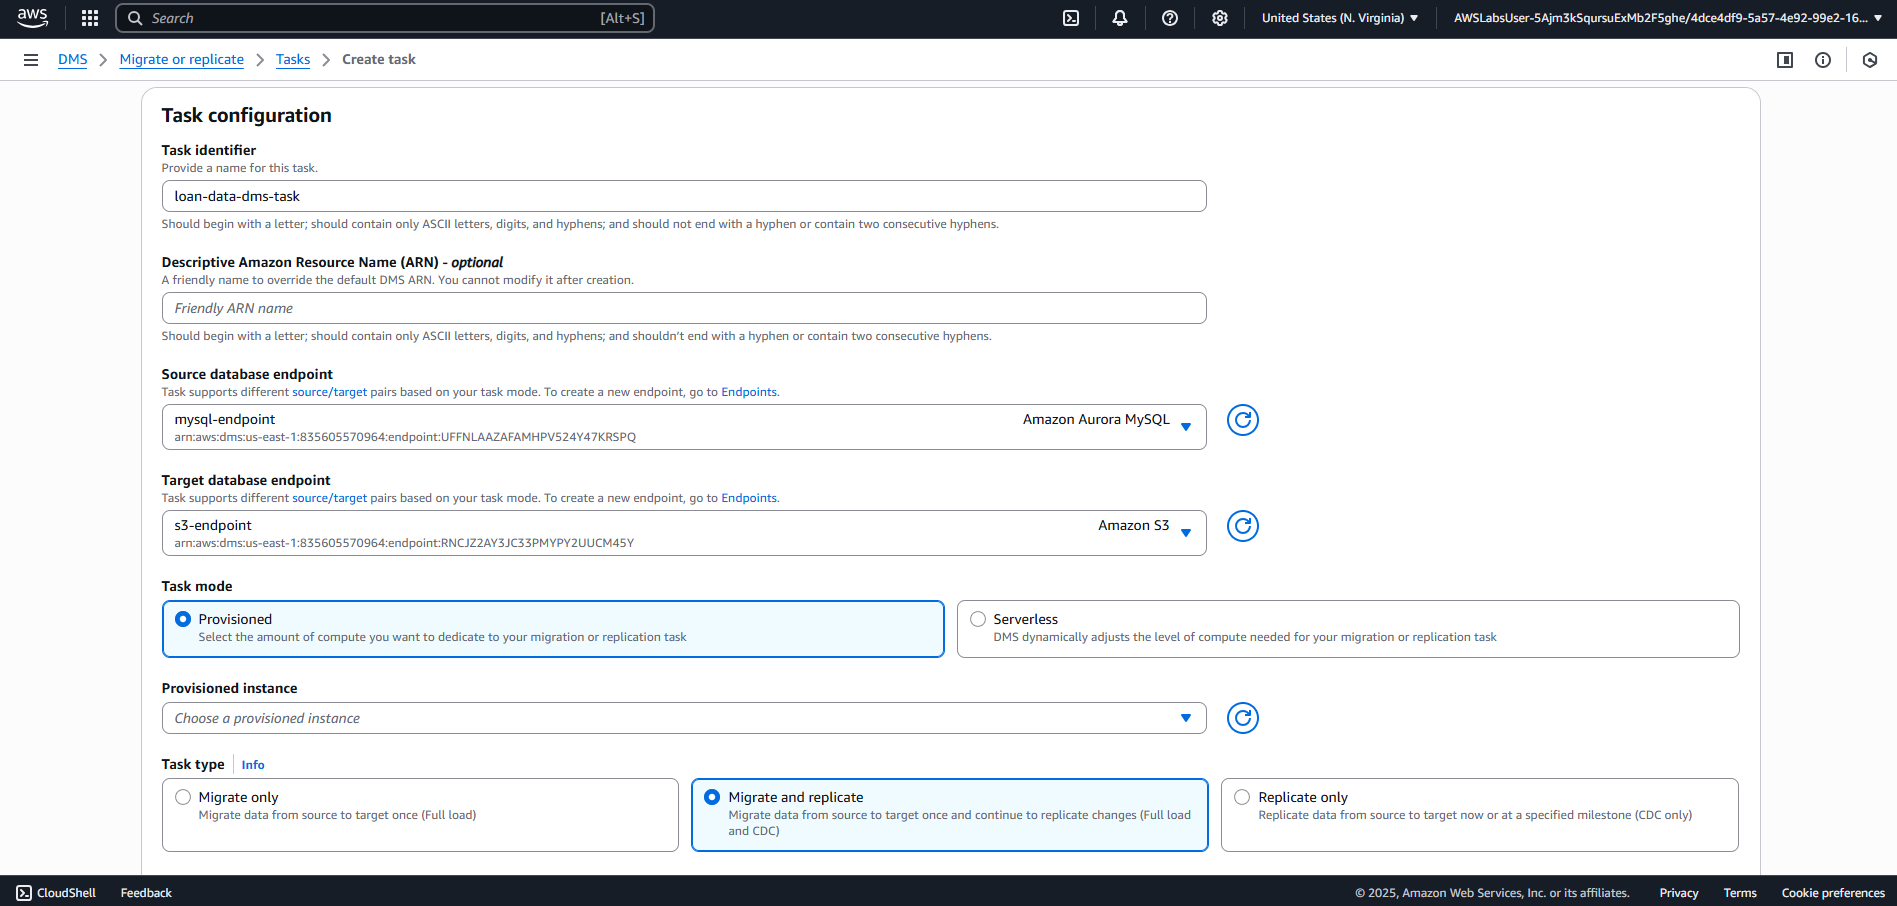 aws
Search [Alt+S]
United States (N. Virginia) ▼
AWSLabsUser-5Ajm3kSqursuExMb2F5ghe/4dce4df9-5a57-4e92-99e2-16... ▼
DMS > Migrate or replicate > Tasks > Create task
Task configuration
Task identifier
Provide a name for this task.
loan-data-dms-task
Should begin with a letter; should contain only ASCII letters, digits, and hyphens; and should not end with a hyphen or contain two consecutive hyphens.
Descriptive Amazon Resource Name (ARN) - optional
A friendly name to override the default DMS ARN. You cannot modify it after creation.
Friendly ARN name
Should begin with a letter; should contain only ASCII letters, digits, and hyphens; and shouldn't end with a hyphen or contain two consecutive hyphens.
Source database endpoint
Task supports different source/target pairs based on your task mode. To create a new endpoint, go to Endpoints.
mysql-endpoint Amazon Aurora MySQL
arn:aws:dms:us-east-1:835605570964:endpoint:UFFNLAAZAFAMHPV524Y47KRSPQ
Target database endpoint
Task supports different source/target pairs based on your task mode. To create a new endpoint, go to Endpoints.
s3-endpoint Amazon S3
arn:aws:dms:us-east-1:835605570964:endpoint:RNCJZ2AY3JC33PMYPY2UUCM45Y
Task mode
Provisioned
Select the amount of compute you want to dedicate to your migration or replication task
Serverless
DMS dynamically adjusts the level of compute needed for your migration or replication task
Provisioned instance
Choose a provisioned instance
Task type Info
Migrate only
Migrate data from source to target once (Full load)
Migrate and replicate
Migrate data from source to target once and continue to replicate changes (Full load
and CDC)
Replicate only
Replicate data from source to target now or at a specified milestone (CDC only)
CloudShell Feedback © 2025, Amazon Web Services, Inc. or its affiliates. Privacy Terms Cookie preferences